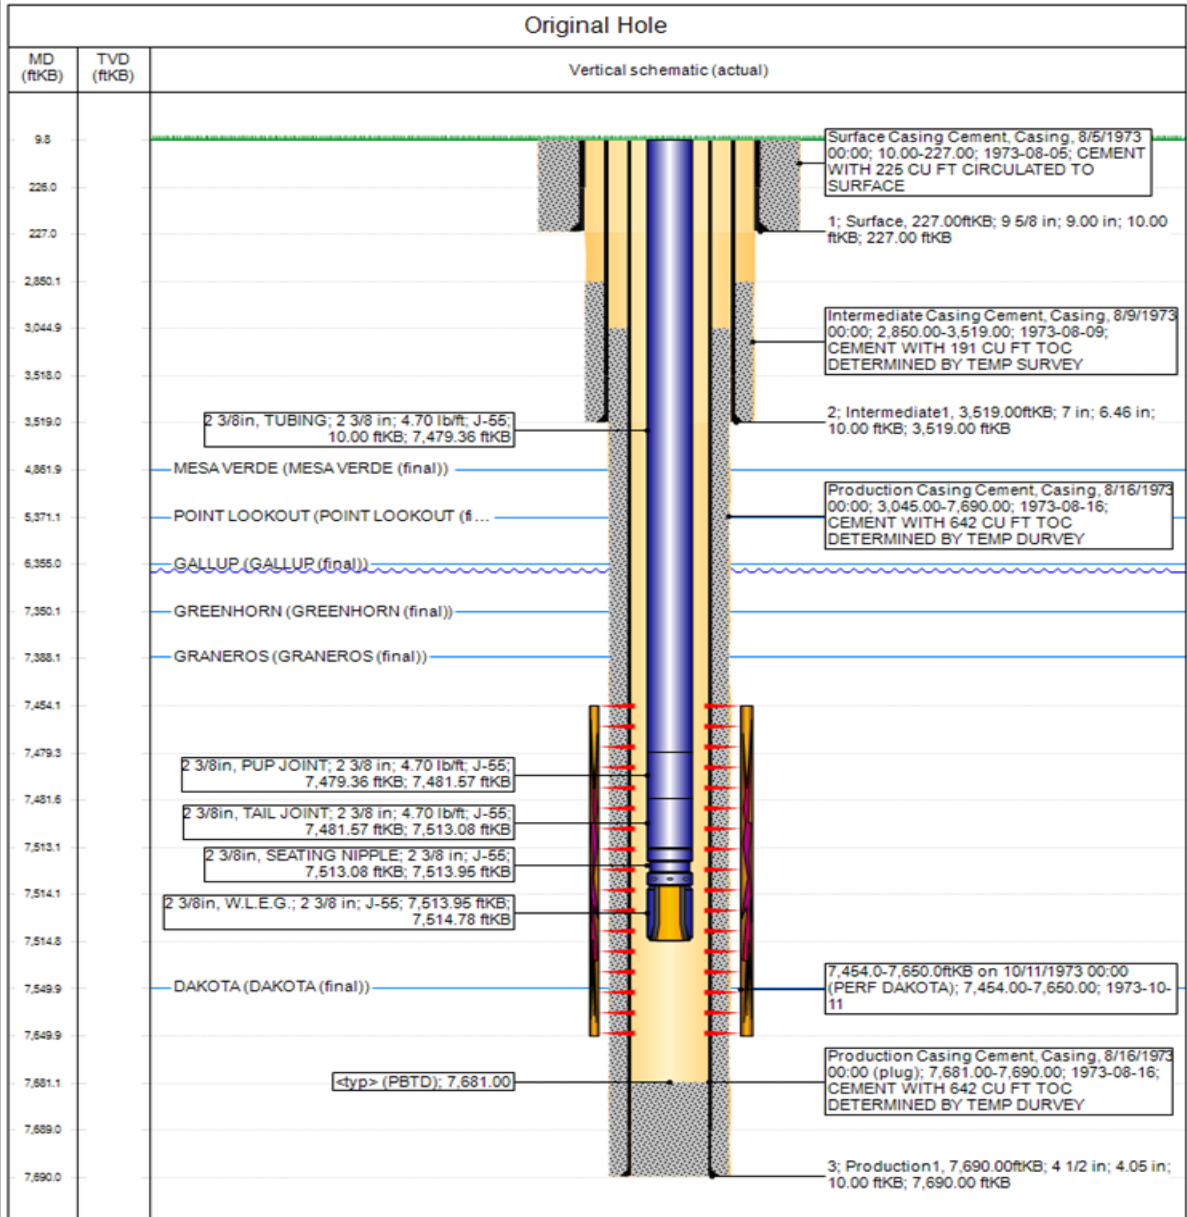 Original Hole
MD
(ftKB)
TVD
(ftKB)
Vertical schematic (actual)
9.8
226.0
227.0
2,850.1
3,044.9
3,518.0
3,519.0
4,861.9
5,371.1
6,355.0
7,350.1
7,388.1
7,454.1
7,479.3
7,481.6
7,513.1
7,514.1
7,514.8
7,549.9
7,649.9
7,681.1
7,689.0
7,690.0
Surface Casing Cement, Casing, 8/5/1973
00:00; 10.00-227.00; 1973-08-05; CEMENT
WITH 225 CU FT CIRCULATED TO
SURFACE
1; Surface, 227.00ftKB; 9 5/8 in; 9.00 in; 10.00
ftKB; 227.00 ftKB
Intermediate Casing Cement, Casing, 8/9/1973
00:00; 2,850.00-3,519.00; 1973-08-09;
CEMENT WITH 191 CU FT TOC
DETERMINED BY TEMP SURVEY
2 3/8in, TUBING; 2 3/8 in; 4.70 lb/ft; J-55;
10.00 ftKB; 7,479.36 ftKB
2; Intermediate1, 3,519.00ftKB; 7 in; 6.46 in;
10.00 ftKB; 3,519.00 ftKB
MESA VERDE (MESA VERDE (final))
Production Casing Cement, Casing, 8/16/1973
00:00; 3,045.00-7,690.00; 1973-08-16;
CEMENT WITH 642 CU FT TOC
DETERMINED BY TEMP DURVEY
POINT LOOKOUT (POINT LOOKOUT (fi...
GALLUP (GALLUP (final))
GREENHORN (GREENHORN (final))
GRANEROS (GRANEROS (final))
2 3/8in, PUP JOINT; 2 3/8 in; 4.70 lb/ft; J-55;
7,479.36 ftKB; 7,481.57 ftKB
2 3/8in, TAIL JOINT; 2 3/8 in; 4.70 lb/ft; J-55;
7,481.57 ftKB; 7,513.08 ftKB
2 3/8in, SEATING NIPPLE; 2 3/8 in; J-55;
7,513.08 ftKB; 7,513.95 ftKB
2 3/8in, W.L.E.G.; 2 3/8 in; J-55; 7,513.95 ftKB;
7,514.78 ftKB
DAKOTA (DAKOTA (final))
7,454.0-7,650.0ftKB on 10/11/1973 00:00
(PERF DAKOTA); 7,454.00-7,650.00; 1973-10-
11
<typ> (PBTD); 7,681.00
Production Casing Cement, Casing, 8/16/1973
00:00 (plug); 7,681.00-7,690.00; 1973-08-16;
CEMENT WITH 642 CU FT TOC
DETERMINED BY TEMP DURVEY
3; Production1, 7,690.00ftKB; 4 1/2 in; 4.05 in;
10.00 ftKB; 7,690.00 ftKB